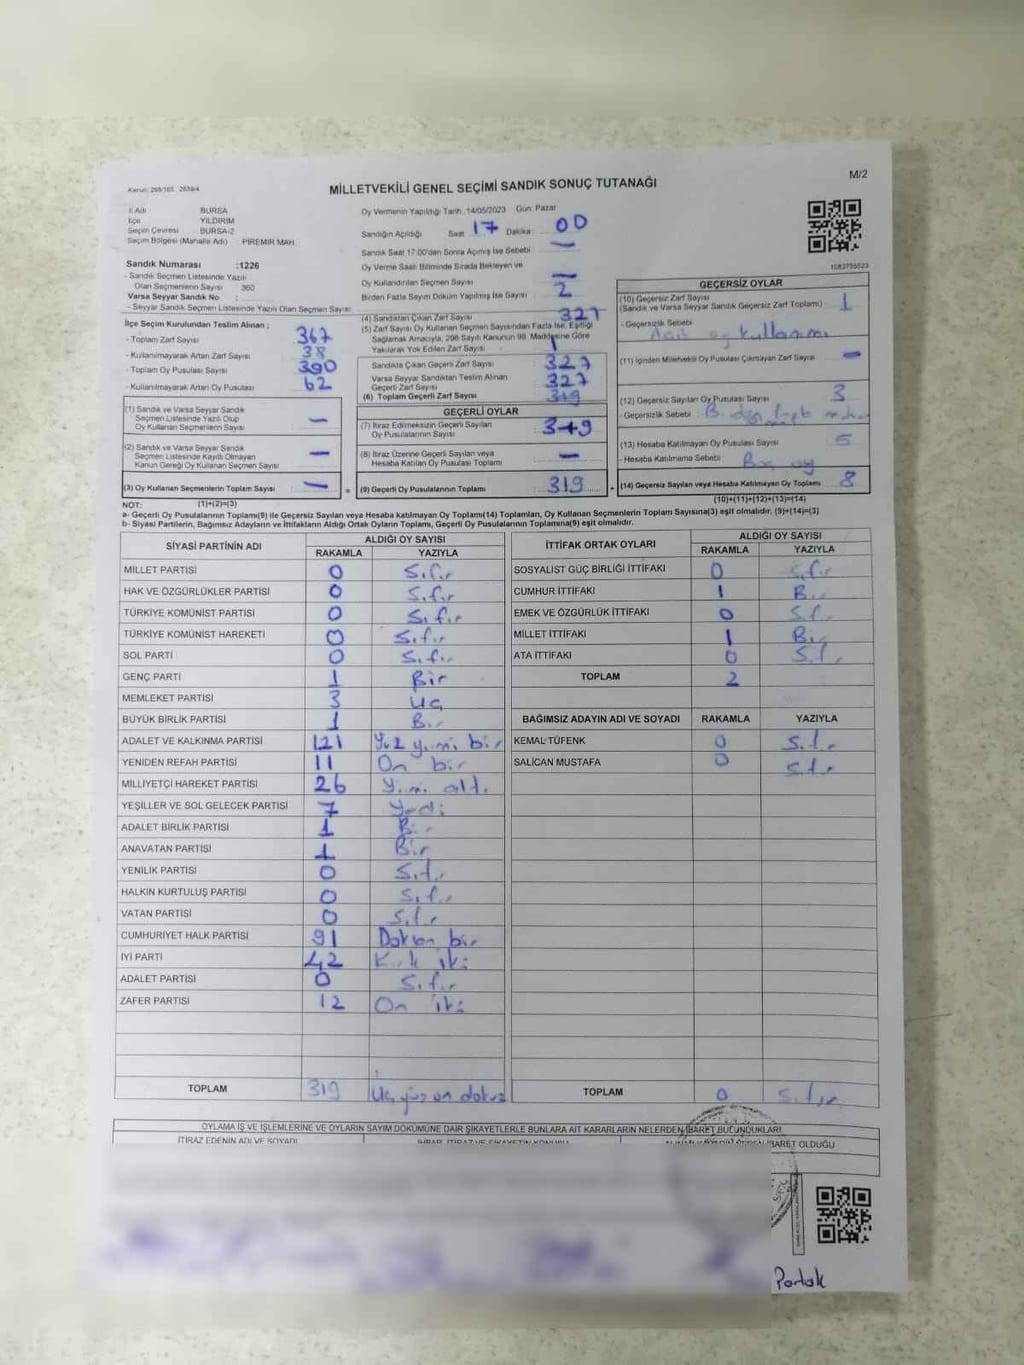 M/2
Kanun: 298/105 , 2839/4
MİLLETVEKİLİ GENEL SEÇİMİ SANDIK SONUÇ TUTANAĞI
İl Adı BURSA
İlçe YILDIRIM
Seçim Çevresi BURSA-2
Seçim Bölgesi (Mahalle Adı) PİREMİR MAH.
Oy Vermenin Yapıldığı Tarih :14/05/2023 Gün: Pazar
Sandığın Açıldığı Saat 17 Dakika 00
Sandık Saat 17:00'den Sonra Açılmış İse Sebebi —
Oy Verme Saati Bitiminde Sırada Bekleyen ve
Oy Kullandırılan Seçmen Sayısı —
Birden Fazla Sayım Döküm Yapılmış İse Sayısı 2
Sandık Numarası :1226
- Sandık Seçmen Listesinde Yazılı
Olan Seçmenlerin Sayısı 360
Varsa Seyyar Sandık No :
- Seyyar Sandık Seçmen Listesinde Yazılı Olan Seçmen Sayısı
İlçe Seçim Kurulundan Teslim Alınan ;
- Toplam Zarf Sayısı 367
- Kullanılmayarak Artan Zarf Sayısı 38
- Toplam Oy Pusulası Sayısı 390
- Kullanılmayarak Artan Oy Pusulası 62
(1) Sandık ve Varsa Seyyar Sandık
Seçmen Listesinde Yazılı Olup
Oy Kullanan Seçmenlerin Sayısı —
(2) Sandık ve Varsa Seyyar Sandık
Seçmen Listesinde Kayıtlı Olmayan
Kanun Gereği Oy Kullanan Seçmen Sayısı —
(3) Oy Kullanan Seçmenlerin Toplam Sayısı —
(1)+(2)=(3)
(4) Sandıktan Çıkan Zarf Sayısı 327
(5) Zarf Sayısı Oy Kullanan Seçmen Sayısından Fazla İse, Eşitliği
Sağlamak Amacıyla, 298 Sayılı Kanunun 98. Maddesine Göre
Yakılarak Yok Edilen Zarf Sayısı 1
Sandıkta Çıkan Geçerli Zarf Sayısı 327
Varsa Seyyar Sandıktan Teslim Alınan
Geçerli Zarf Sayısı 327
(6) Toplam Geçerli Zarf Sayısı 319
GEÇERLİ OYLAR
(7) İtiraz Edilmeksizin Geçerli Sayılan
Oy Pusulalarının Sayısı 319
(8) İtiraz Üzerine Geçerli Sayılan veya
Hesaba Katılan Oy Pusulası Toplamı —
= (9) Geçerli Oy Pusulalarının Toplamı 319 +
1083755523
GEÇERSİZ OYLAR
(10) Geçersiz Zarf Sayısı
(Sandık ve Varsa Seyyar Sandık Geçersiz Zarf Toplamı) 1
- Geçersizlik Sebebi : Açık oy kullanımı
(11) İçinden Milletvekili Oy Pusulası Çıkmayan Zarf Sayısı —
(12) Geçersiz Sayılan Oy Pusulası Sayısı 3
- Geçersizlik Sebebi :
(13) Hesaba Katılmayan Oy Pusulası Sayısı 5
- Hesaba Katılmama Sebebi: Boş oy
(14) Geçersiz Sayılan veya Hesaba Katılmayan Oy Toplamı 8
(10)+(11)+(12)+(13)=(14)
NOT:
a- Geçerli Oy Pusulalarının Toplamı(9) ile Geçersiz Sayılan veya Hesaba Katılmayan Oy Toplamı(14) Toplamları, Oy Kullanan Seçmenlerin Toplam Sayısına(3) eşit olmalıdır. (9)+(14)=(3)
b- Siyasi Partilerin, Bağımsız Adayların ve İttifakların Aldığı Ortak Oyların Toplamı, Geçerli Oy Pusulalarının Toplamına(9) eşit olmalıdır.
SİYASİ PARTİNİN ADI ALDIĞI OY SAYISI
RAKAMLA YAZIYLA
MİLLET PARTİSİ 0 Sıfır
HAK VE ÖZGÜRLÜKLER PARTİSİ 0 Sıfır
TÜRKİYE KOMÜNİST PARTİSİ 0 Sıfır
TÜRKİYE KOMÜNİST HAREKETİ 0 Sıfır
SOL PARTİ 0 Sıfır
GENÇ PARTİ 1 Bir
MEMLEKET PARTİSİ 3 Uç
BÜYÜK BİRLİK PARTİSİ 1 Bir
ADALET VE KALKINMA PARTİSİ 121 Yüz yirmi bir
YENİDEN REFAH PARTİSİ 11 On bir
MİLLİYETÇİ HAREKET PARTİSİ 26 Yirmi altı
YEŞİLLER VE SOL GELECEK PARTİSİ 7 Yedi
ADALET BİRLİK PARTİSİ 1 Bir
ANAVATAN PARTİSİ 1 Bir
YENİLİK PARTİSİ 0 Sıfır
HALKIN KURTULUŞ PARTİSİ 0 Sıfır
VATAN PARTİSİ 0 Sıfır
CUMHURİYET HALK PARTİSİ 91 Doksan bir
İYİ PARTİ 42 Kırk iki
ADALET PARTİSİ 0 Sıfır
ZAFER PARTİSİ 12 On iki
TOPLAM 319 Uç yüz on dokuz
İTTİFAK ORTAK OYLARI ALDIĞI OY SAYISI
RAKAMLA YAZIYLA
SOSYALİST GÜÇ BİRLİĞİ İTTİFAKI 0 Sıfır
CUMHUR İTTİFAKI 1 Bir
EMEK VE ÖZGÜRLÜK İTTİFAKI 0 Sıfır
MİLLET İTTİFAKI 1 Bir
ATA İTTİFAKI 0 Sıfır
TOPLAM 2
BAĞIMSIZ ADAYIN ADI VE SOYADI RAKAMLA YAZIYLA
KEMAL TÜFENK 0 Sıfır
SALİCAN MUSTAFA 0 Sıfır
TOPLAM 0 Sıfır
OYLAMA İŞ VE İŞLEMLERİNE VE OYLARIN SAYIM DÖKÜMÜNE DAİR ŞİKAYETLERLE BUNLARA AİT KARARLARIN NELERDEN İBARET BULUNDUKLARI
İTİRAZ EDENİN ADI VE SOYADI
İBARET OLDUĞU